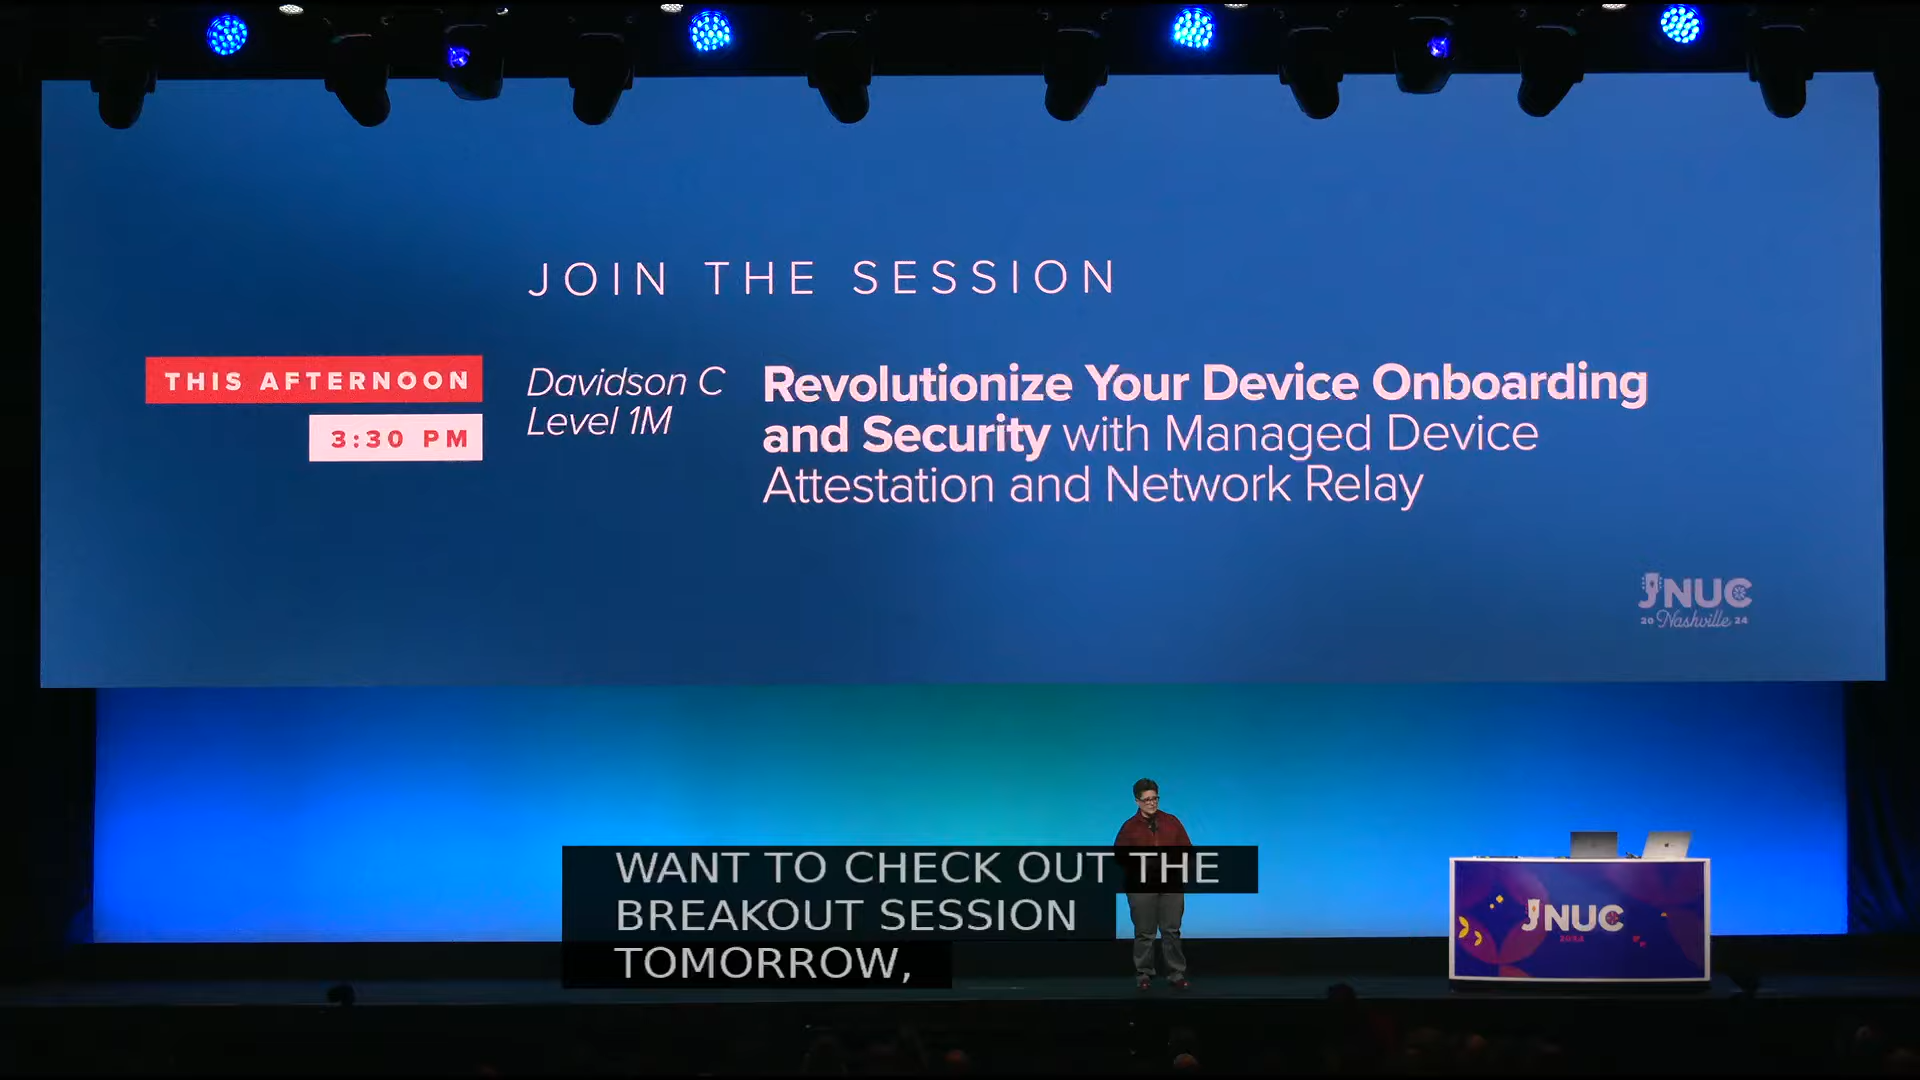 JOIN THE SESSION
THIS AFTERNOON
3:30 PM
Davidson C
Level 1M
Revolutionize Your Device Onboarding
and Security with Managed Device
Attestation and Network Relay
JNUC
20 Nashville 24
WANT TO CHECK OUT THE
BREAKOUT SESSION
TOMORROW,
JNUC
2024